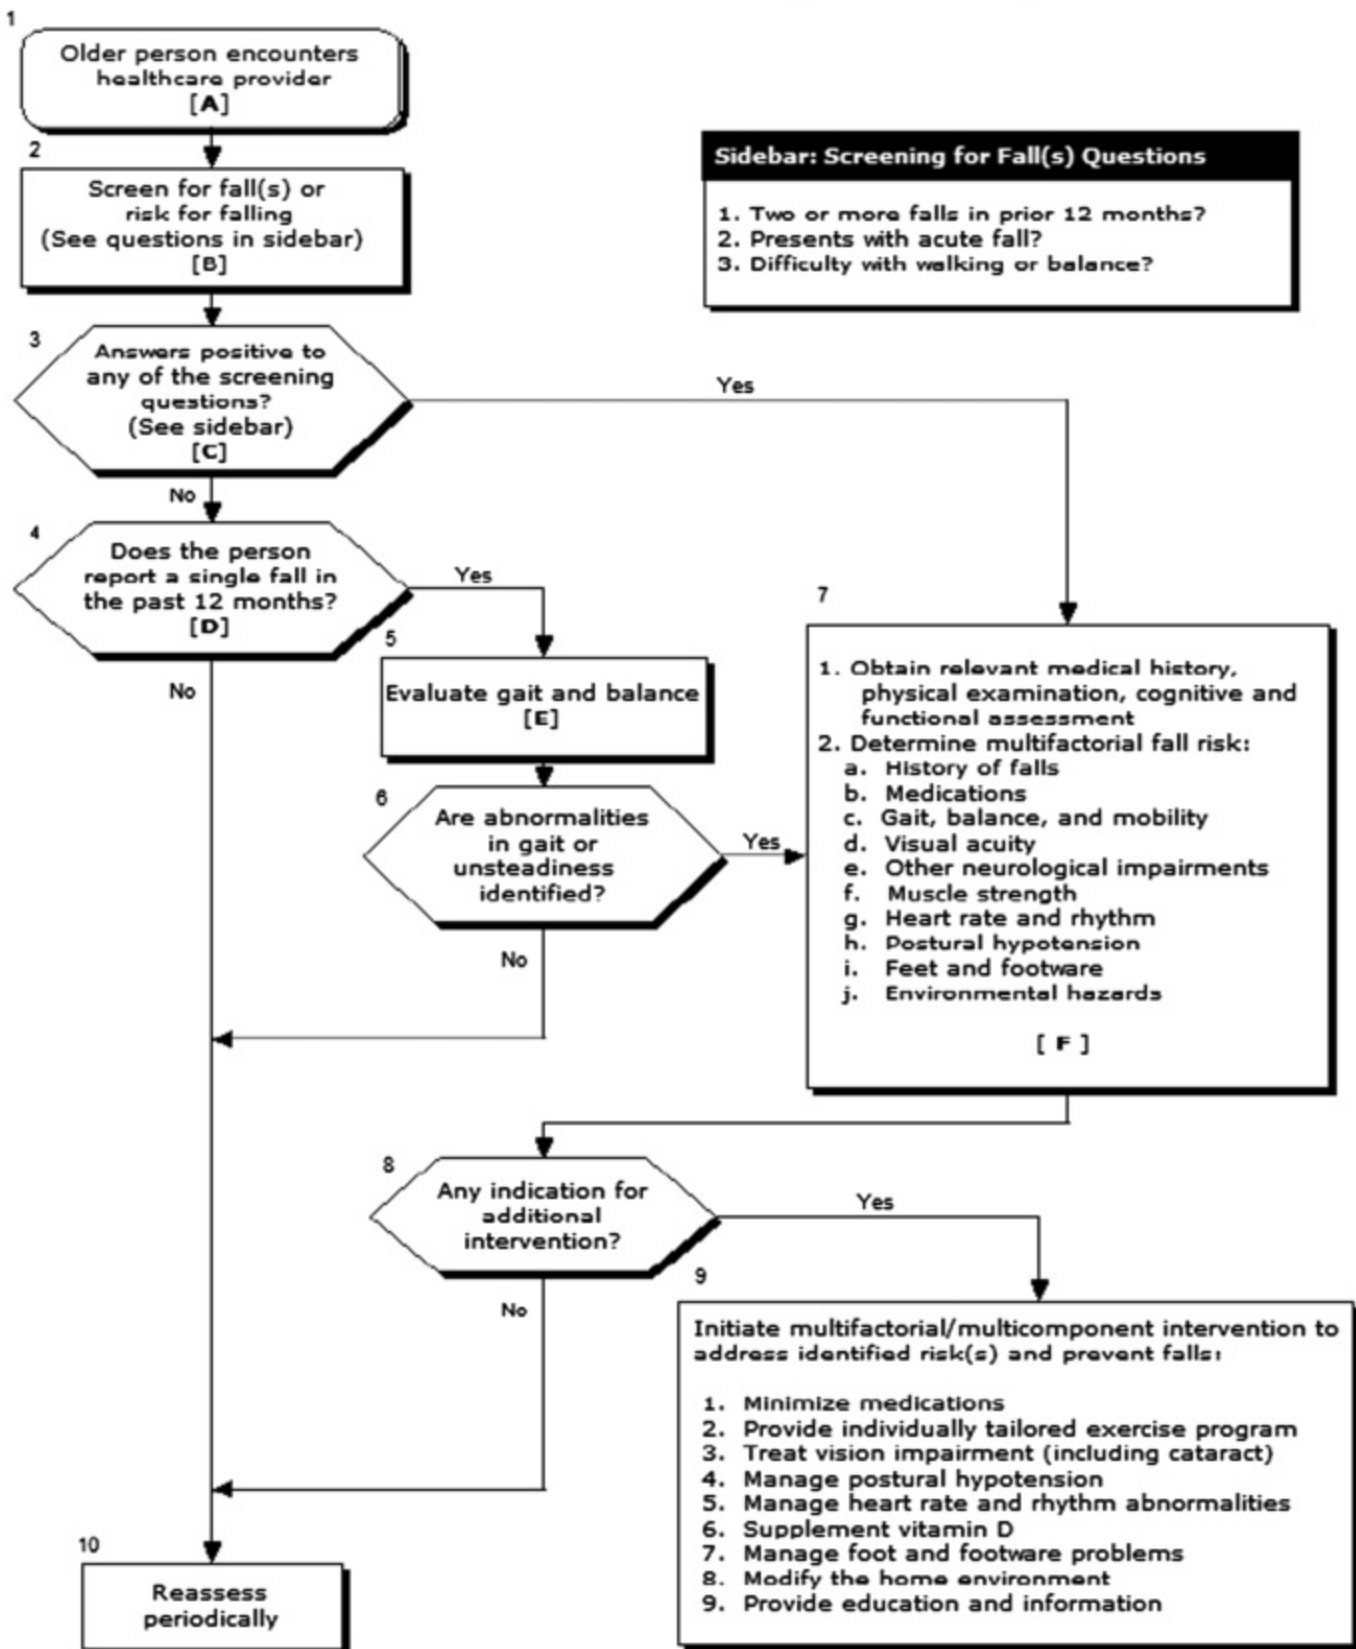 1
Older person encounters
healthcare provider
[A]
2
Screen for fall(s) or
risk for falling
(See questions in sidebar)
[B]
Sidebar: Screening for Fall(s) Questions
1. Two or more falls in prior 12 months?
2. Presents with acute fall?
3. Difficulty with walking or balance?
3
Answers positive to
any of the screening
questions?
(See sidebar)
[C]
Yes
No
4
Does the person
report a single fall in
the past 12 months?
[D]
Yes
No
5
Evaluate gait and balance
[E]
6
Are abnormalities
in gait or
unsteadiness
identified?
Yes
No
7
1. Obtain relevant medical history,
physical examination, cognitive and
functional assessment
2. Determine multifactorial fall risk:
a. History of falls
b. Medications
c. Gait, balance, and mobility
d. Visual acuity
e. Other neurological impairments
f. Muscle strength
g. Heart rate and rhythm
h. Postural hypotension
i. Feet and footware
j. Environmental hazards
[ F ]
8
Any indication for
additional
intervention?
Yes
No
9
Initiate multifactorial/multicomponent intervention to
address identified risk(s) and prevent falls:
1. Minimize medications
2. Provide individually tailored exercise program
3. Treat vision impairment (including cataract)
4. Manage postural hypotension
5. Manage heart rate and rhythm abnormalities
6. Supplement vitamin D
7. Manage foot and footware problems
8. Modify the home environment
9. Provide education and information
10
Reassess
periodically